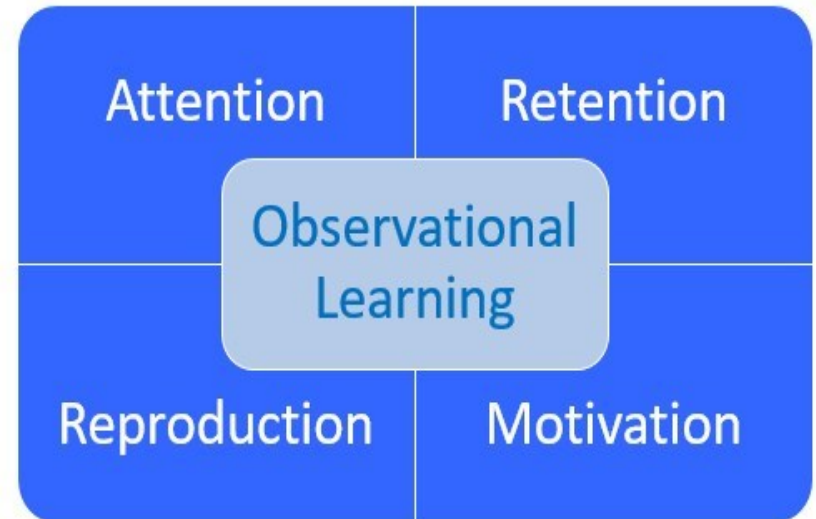 Attention
Retention
Observational
Learning
Reproduction
Motivation